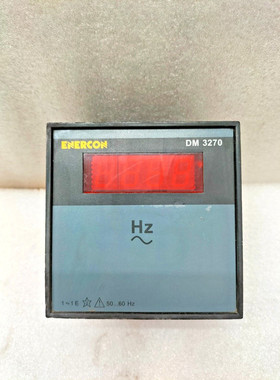 ENERCON DM 3270
Hz
~
50...60 Hz